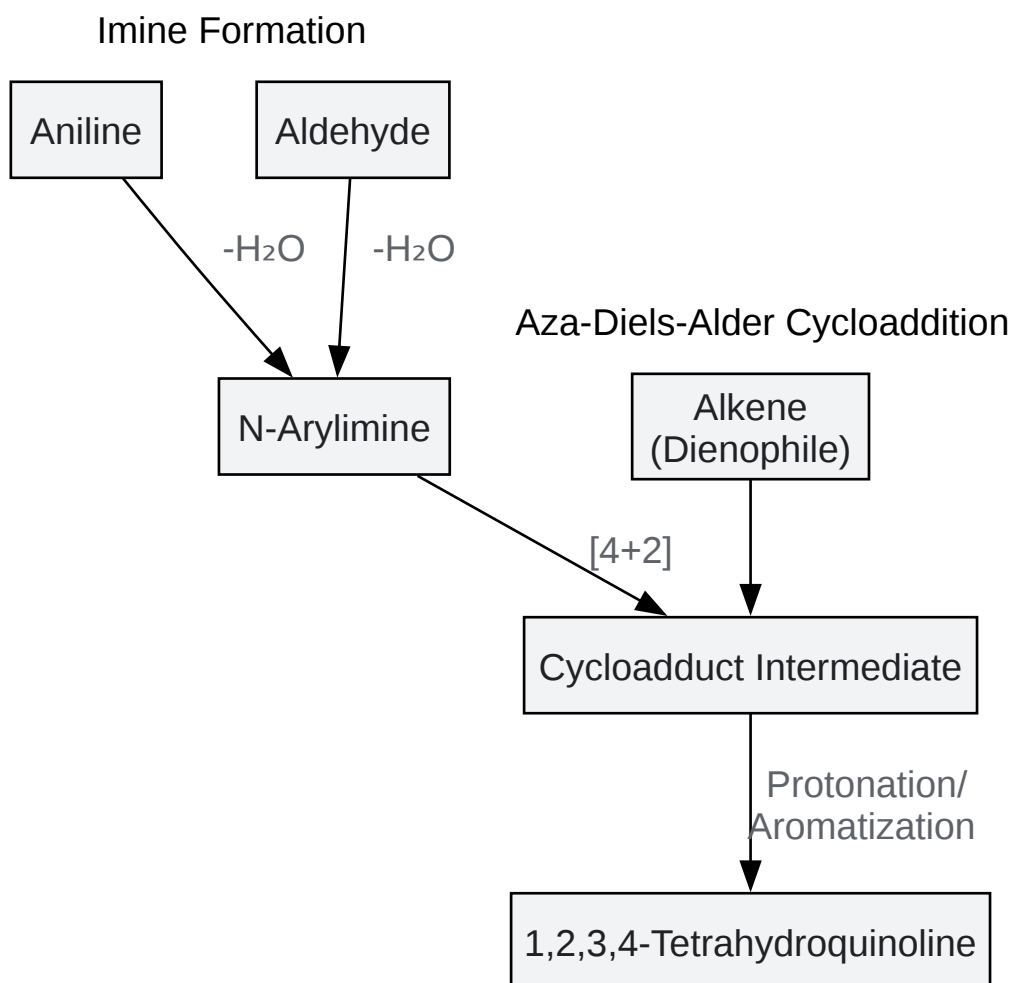 Imine Formation
Aniline
Aldehyde
-H₂O
-H₂O
Aza-Diels-Alder Cycloaddition
N-Arylimine
Alkene
(Dienophile)
[4+2]
Cycloadduct Intermediate
Protonation/
Aromatization
1,2,3,4-Tetrahydroquinoline